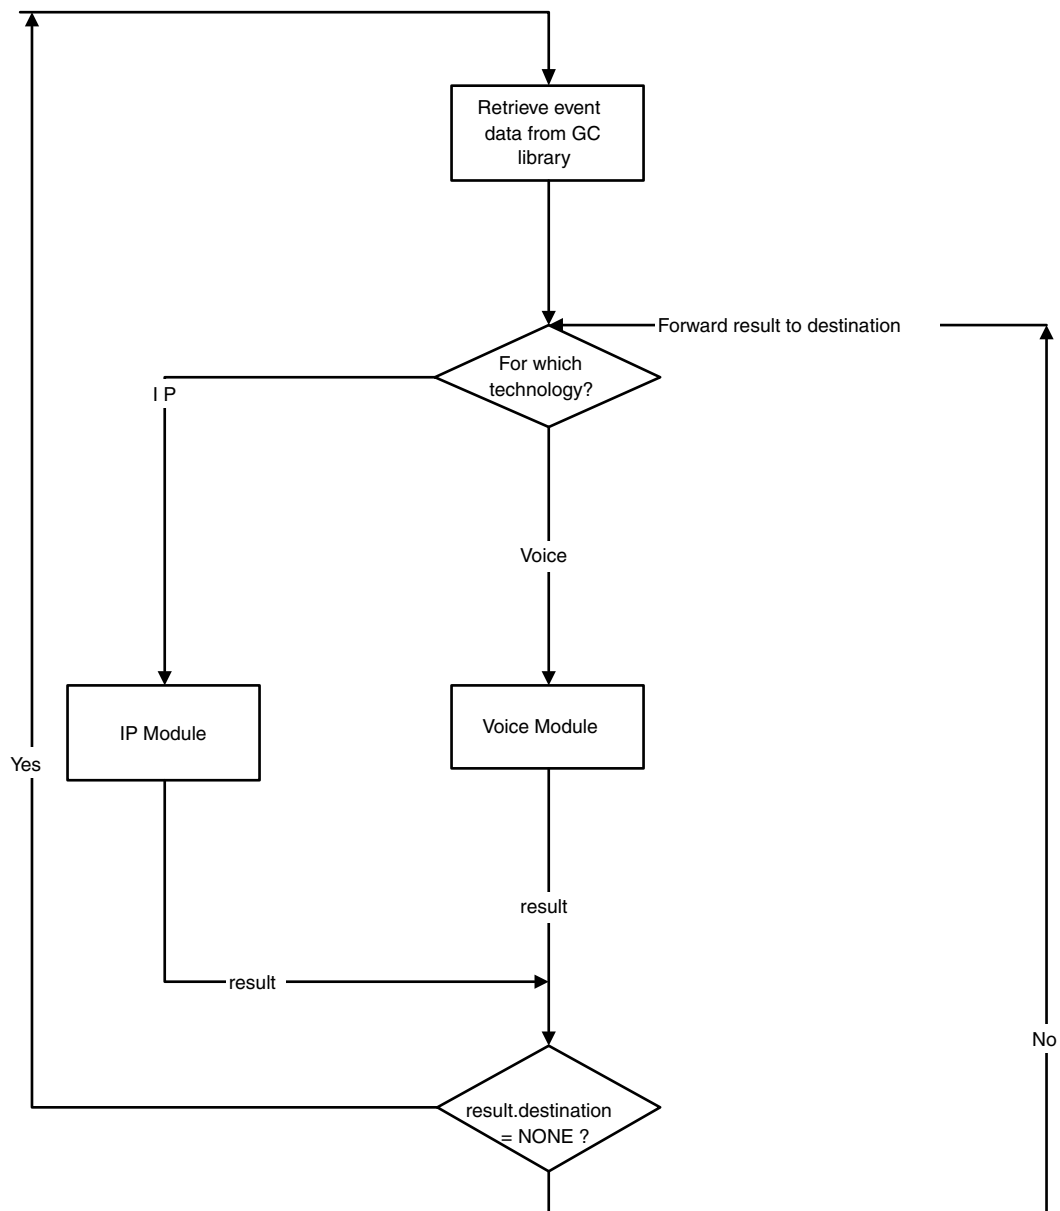 Retrieve event
data from GC
library
Forward result to destination
For which
technology?
I P
Voice
IP Module
Voice Module
Yes
result
result
No
result.destination
= NONE ?